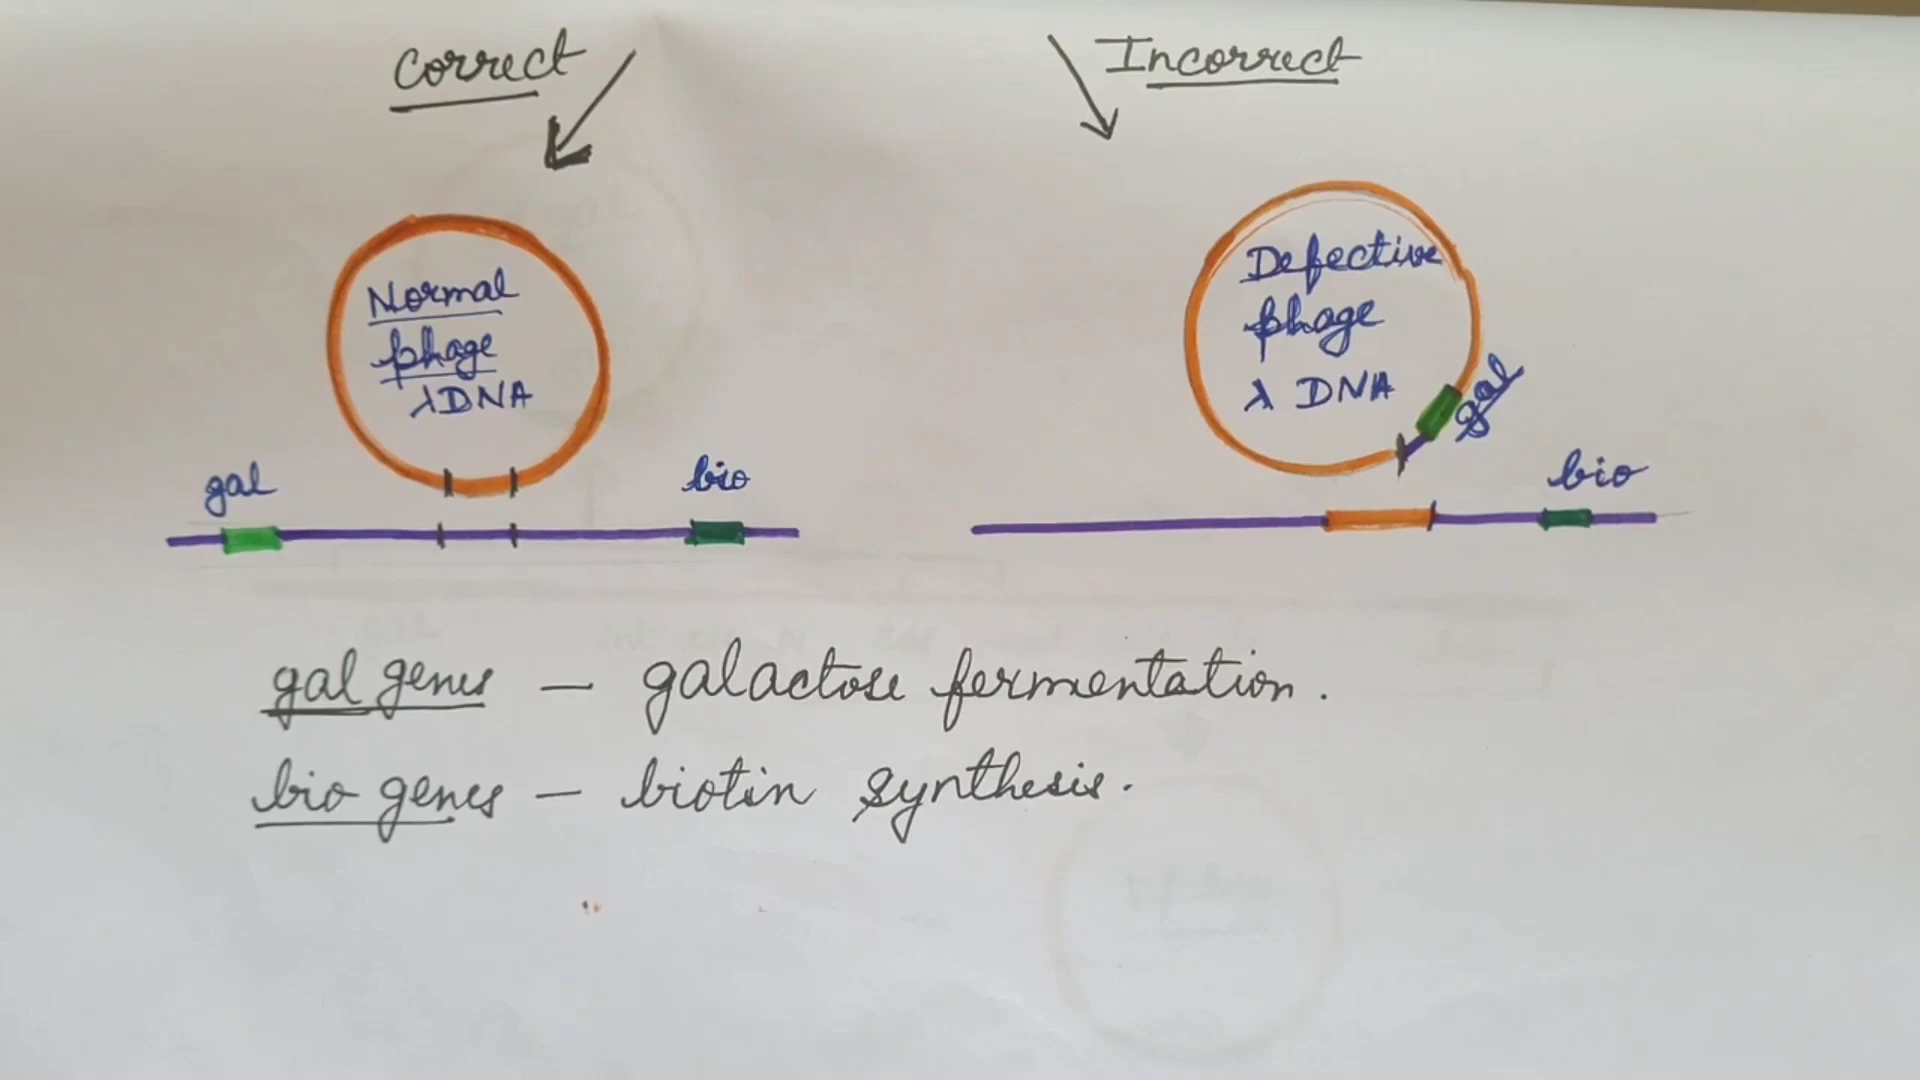 Correct
Incorrect
Normal
phage
λDNA
Defective
phage
λ DNA
gal
bio
gal
bio
gal genes — galactose fermentation.
bio genes — biotin synthesis.